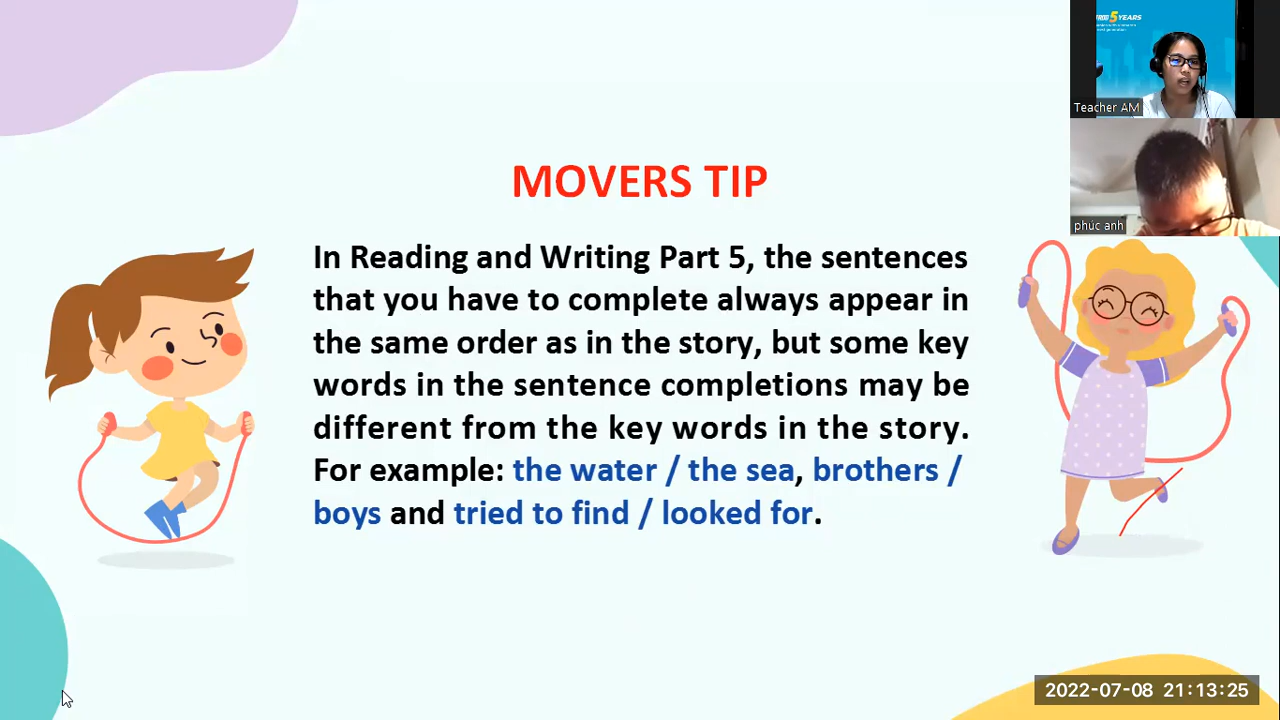 5 YEARS
Teacher AM
phúc anh
MOVERS TIP
In Reading and Writing Part 5, the sentences
that you have to complete always appear in
the same order as in the story, but some key
words in the sentence completions may be
different from the key words in the story.
For example: the water / the sea, brothers /
boys and tried to find / looked for.
2022-07-08 21:13:25